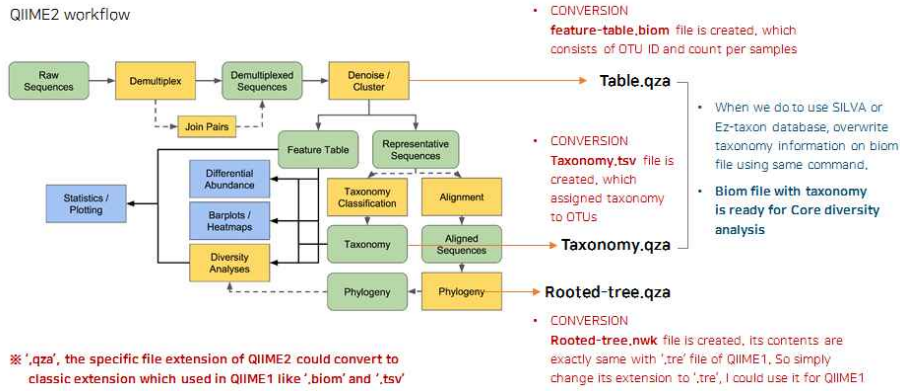 QIIME2 workflow
• CONVERSION
feature-table.biom file is created, which
consists of OTU ID and count per samples
Raw
Sequences
Demultiplex
Demultiplexed
Sequences
Denoise /
Cluster
Table.qza
Join Pairs
• When we do to use SILVA or
Ez-taxon database, overwrite
taxonomy information on biom
file using same command.
• Biom file with taxonomy
is ready for Core diversity
analysis
Feature Table
Representative
Sequences
• CONVERSION
Taxonomy.tsv file is
created, which
assigned taxonomy
to OTUs
Differential
Abundance
Statistics /
Plotting
Taxonomy
Classification
Alignment
Barplots /
Heatmaps
Taxonomy
Aligned
Sequences
Taxonomy.qza
Diversity
Analyses
Phylogeny
Phylogeny
Rooted-tree.qza
• CONVERSION
Rooted-tree.nwk file is created, its contents are
exactly same with '.tre' file of QIIME1. So simply
change its extension to '.tre', I could use it for QIIME1
※ '.qza', the specific file extension of QIIME2 could convert to
classic extension which used in QIIME1 like '.biom' and '.tsv'